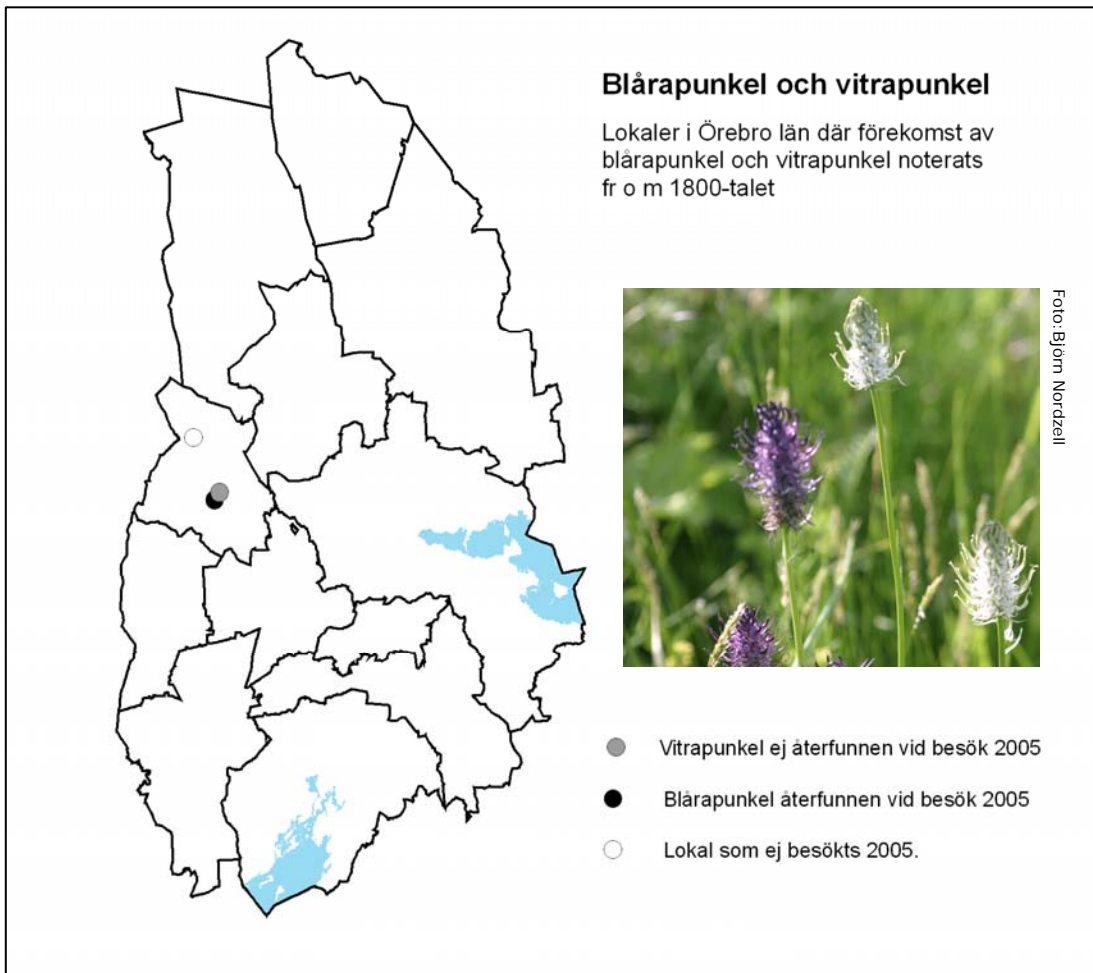 Blårapunkel och vitrapunkel
Lokaler i Örebro län där förekomst av
blårapunkel och vitrapunkel noterats
fr o m 1800-talet
Foto: Björn Nordzell
Vitrapunkel ej återfunnen vid besök 2005
Blårapunkel återfunnen vid besök 2005
Lokal som ej besökts 2005.